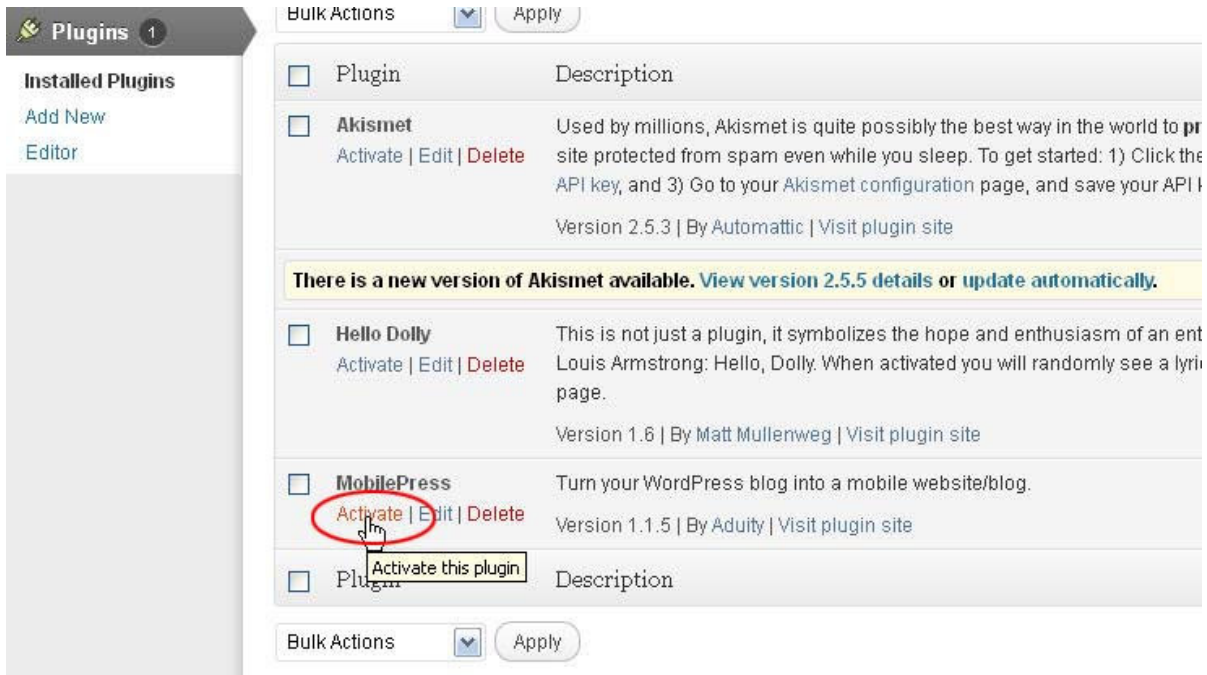 Plugins 1
Installed Plugins
Add New
Editor
Bulk Actions Apply
Plugin Description
Akismet
Activate | Edit | Delete
Used by millions, Akismet is quite possibly the best way in the world to pr
site protected from spam even while you sleep. To get started: 1) Click the
API key, and 3) Go to your Akismet configuration page, and save your API
Version 2.5.3 | By Automattic | Visit plugin site
There is a new version of Akismet available. View version 2.5.5 details or update automatically.
Hello Dolly
Activate | Edit | Delete
This is not just a plugin, it symbolizes the hope and enthusiasm of an ent
Louis Armstrong: Hello, Dolly. When activated you will randomly see a lyri
page.
Version 1.6 | By Matt Mullenweg | Visit plugin site
MobilePress
Activate | Edit | Delete
Turn your WordPress blog into a mobile website/blog.
Version 1.1.5 | By Aduity | Visit plugin site
Activate this plugin
Plugin Description
Bulk Actions Apply